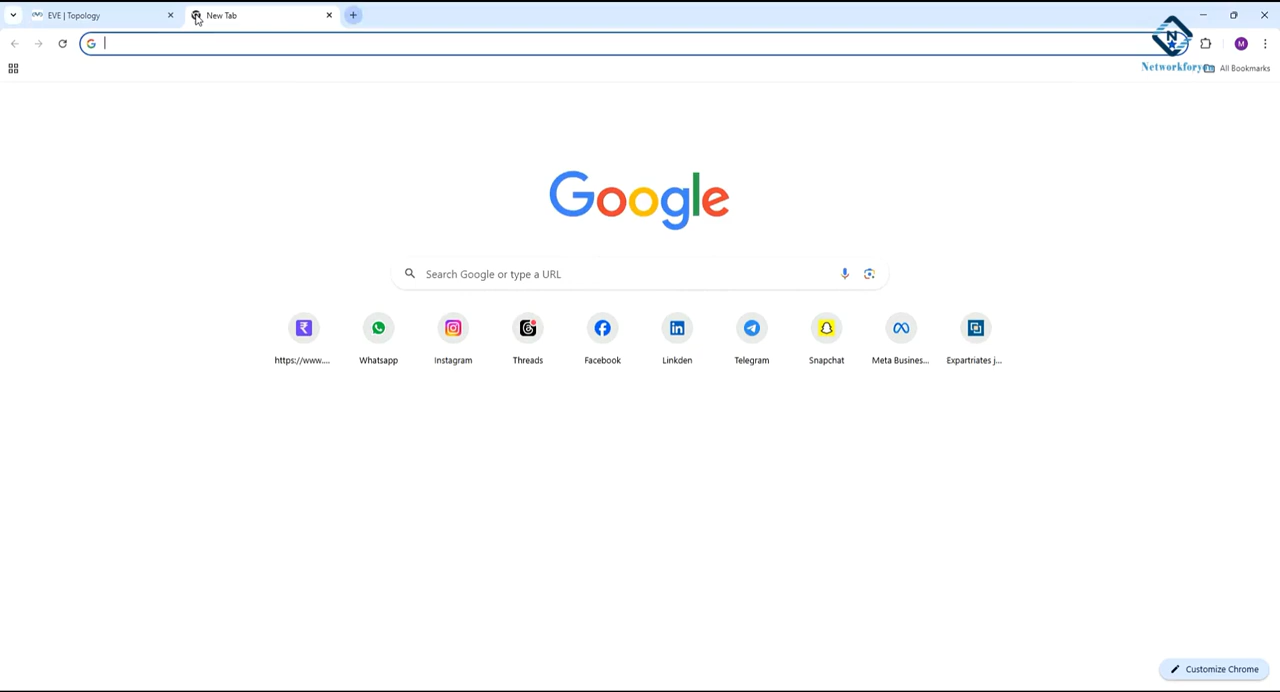 EVE | Topology
New Tab
M
Networkforyou
All Bookmarks
Google
Search Google or type a URL
https://www....
Whatsapp
Instagram
Threads
Facebook
Linkden
Telegram
Snapchat
Meta Busines...
Expartriates j...
Customize Chrome